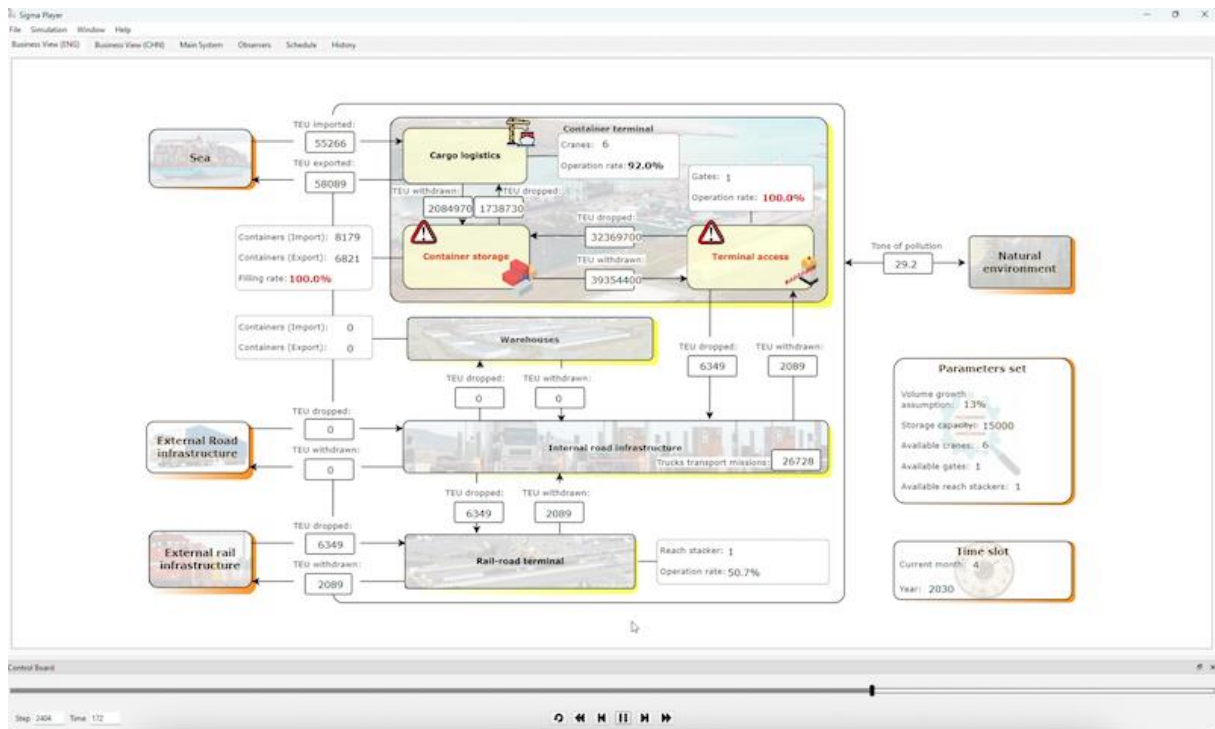 Sigma Player
File Simulation Window Help
Business View (ENG) Business View (CHN) Main System Observers Schedule History
TEU imported:
55266
TEU exported:
58089
Sea
Container terminal
Cargo logistics
Cranes: 6
Operation rate: 92.0%
Gates: 1
Operation rate: 100.0%
TEU withdrawn:
2084970
TEU dropped:
1738730
TEU dropped:
32369700
TEU withdrawn:
39354400
Container storage
Terminal access
Containers (Import): 8179
Containers (Export): 6821
Filling rate: 100.0%
Tons of pollution
29.2
Natural
environment
Containers (Import): 0
Containers (Export): 0
Warehouses
TEU dropped:
0
TEU withdrawn:
0
TEU dropped:
6349
TEU withdrawn:
2089
External Road
infrastructure
TEU dropped:
0
TEU withdrawn:
0
Internal road infrastructure
Trucks transport missions: 26728
TEU dropped:
6349
TEU withdrawn:
2089
External rail
infrastructure
TEU dropped:
6349
TEU withdrawn:
2089
Rail-road terminal
Reach stacker: 1
Operation rate: 50.7%
Parameters set
Volume growth
assumption: 13%
Storage capacity: 15000
Available cranes: 6
Available gates: 1
Available reach stackers: 1
Time slot
Current month: 4
Year: 2030
Control Board
Step 2404 Time 172